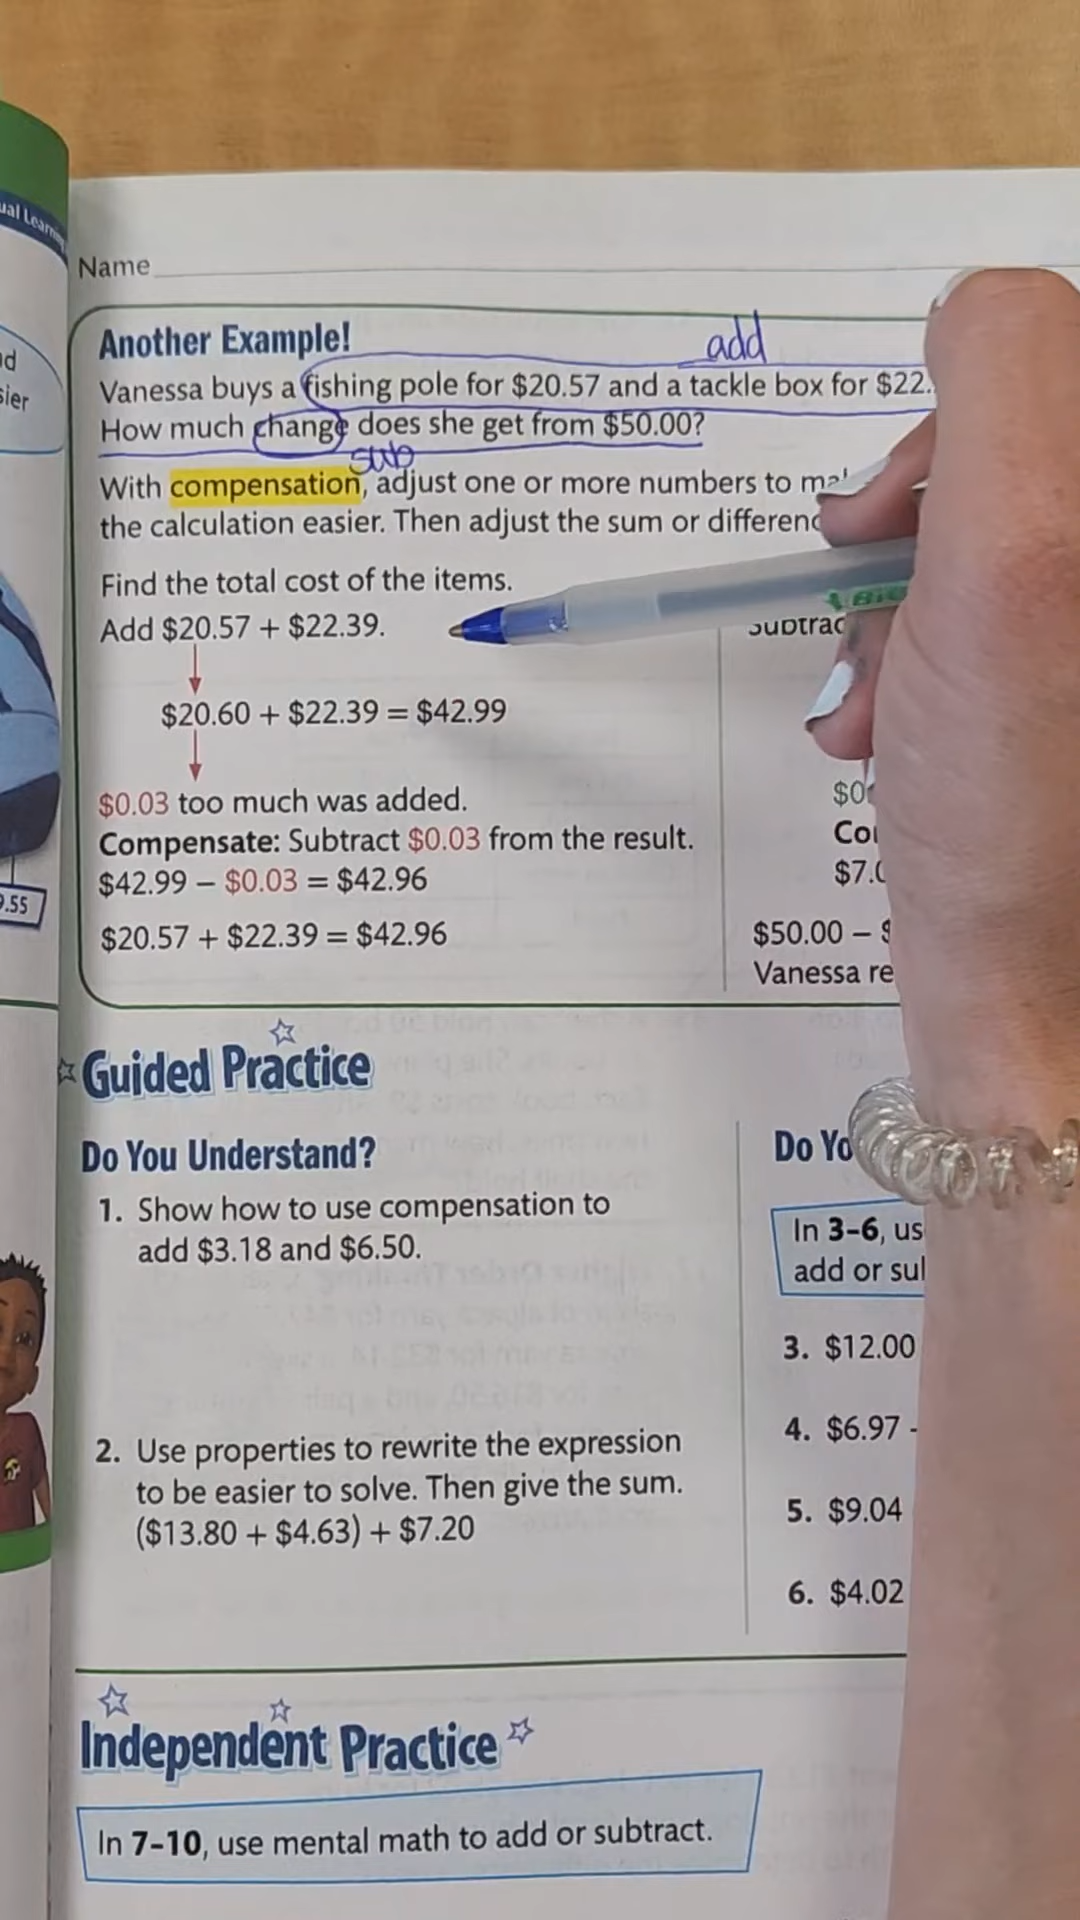 Name
Another Example!
add
Vanessa buys a fishing pole for $20.57 and a tackle box for $22.
How much change does she get from $50.00?
sub
With compensation, adjust one or more numbers to
the calculation easier. Then adjust the sum or
Find the total cost of the items.
Add $20.57 + $22.39.
$20.60 + $22.39 = $42.99
$0.03 too much was added.
Compensate: Subtract $0.03 from the result.
$42.99 – $0.03 = $42.96
$20.57 + $22.39 = $42.96
$50.00 –
Vanessa
Guided Practice
Do You Understand?
1. Show how to use compensation to
add $3.18 and $6.50.
2. Use properties to rewrite the expression
to be easier to solve. Then give the sum.
($13.80 + $4.63) + $7.20
Do
In 3–6,
add or
3. $12.00
4. $6.97 -
5. $9.04
6. $4.02
Independent Practice
In 7–10, use mental math to add or subtract.